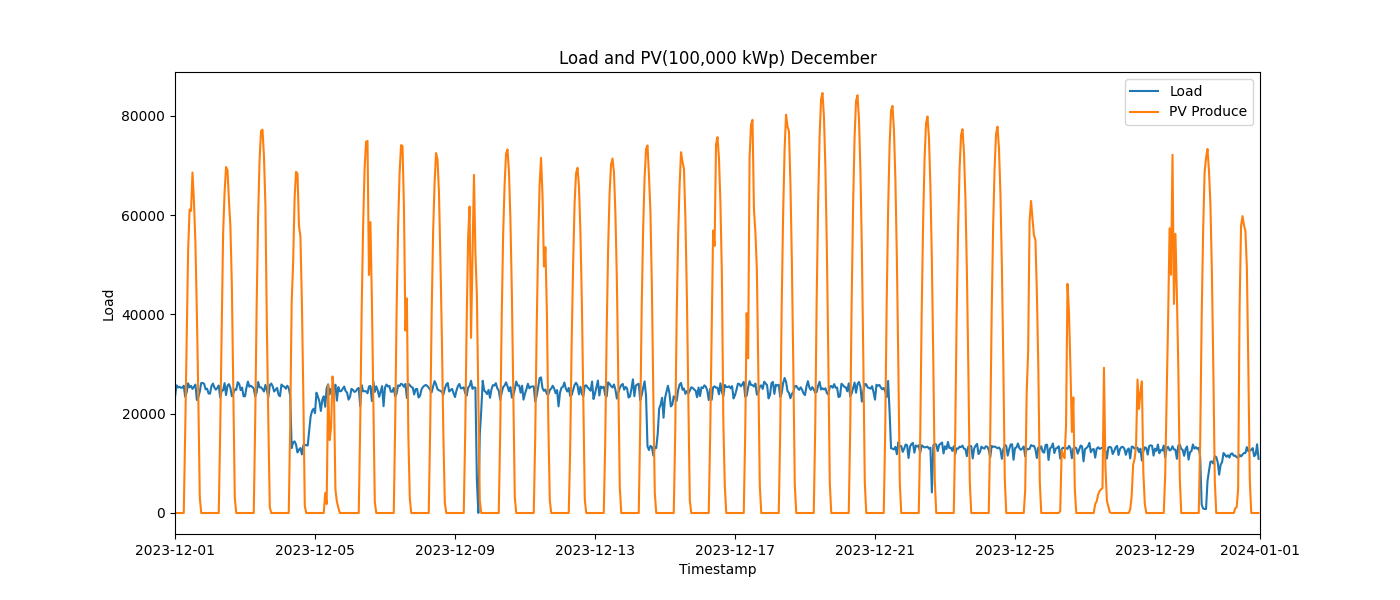 Load and PV(100,000 kWp) December
Load
PV Produce
80000
60000
40000
20000
0
Load
2023-12-01
2023-12-05
2023-12-09
2023-12-13
2023-12-17
2023-12-21
2023-12-25
2023-12-29
2024-01-01
Timestamp